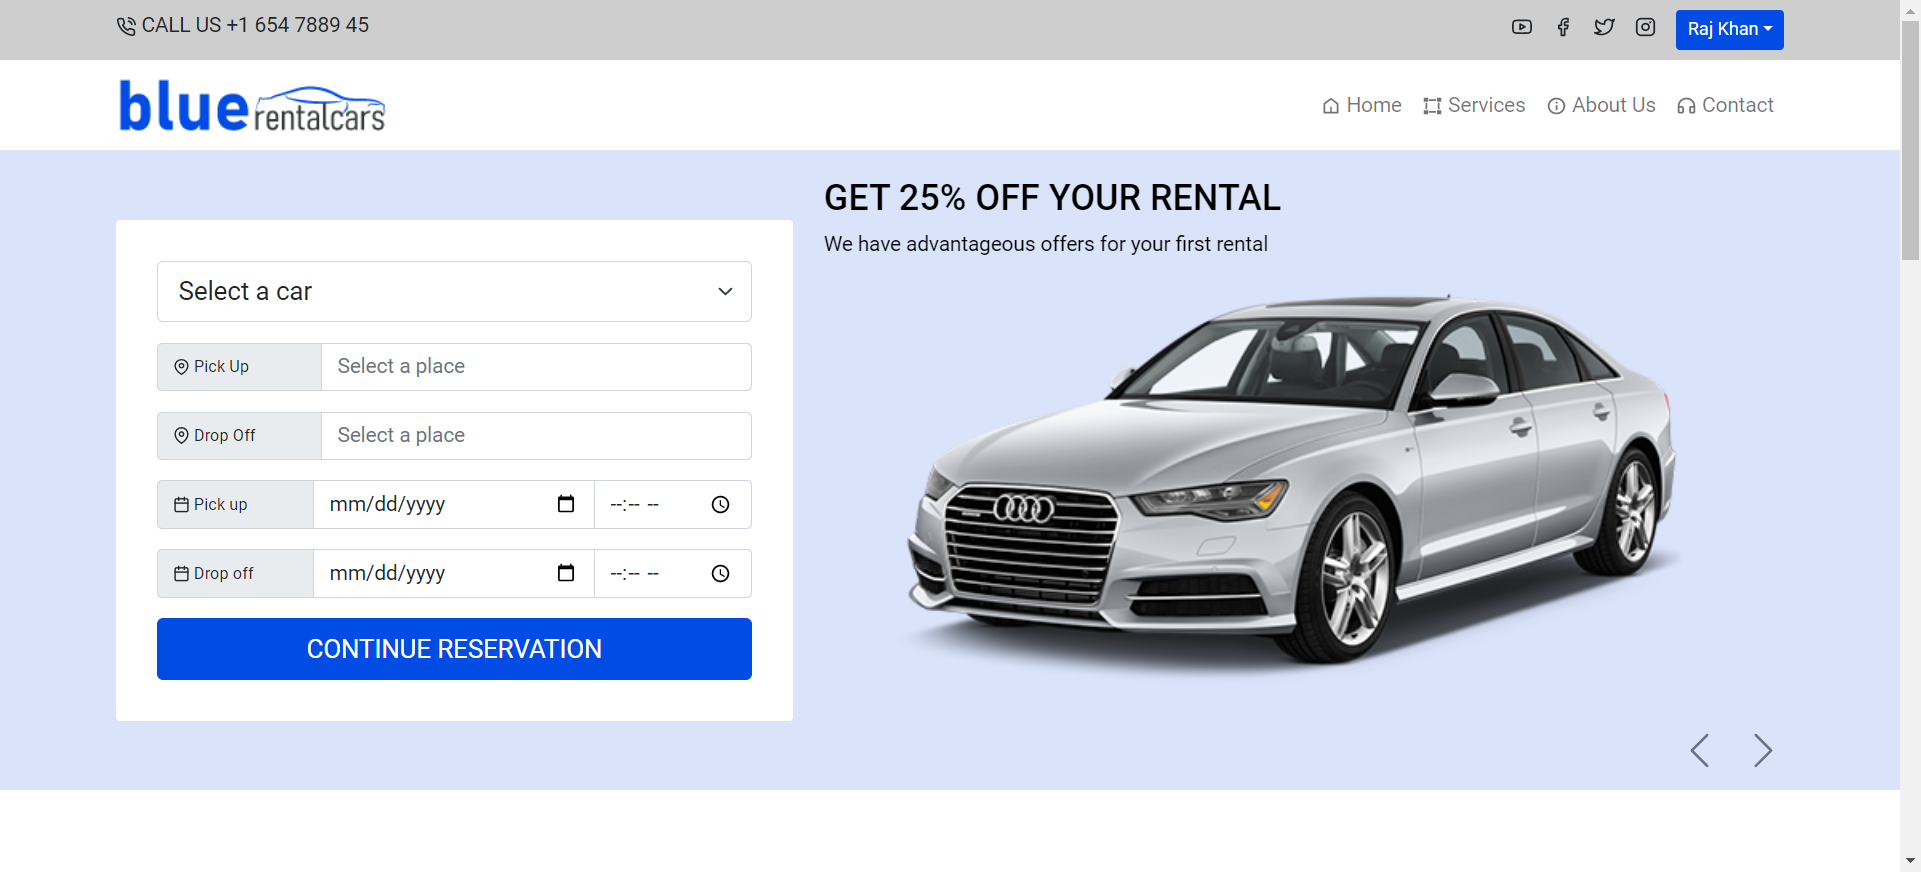 CALL US +1 654 7889 45
Raj Khan
blue rentalcars
Home Services About Us Contact
GET 25% OFF YOUR RENTAL
We have advantageous offers for your first rental
Select a car
Pick Up Select a place
Drop Off Select a place
Pick up mm/dd/yyyy --:-- --
Drop off mm/dd/yyyy --:-- --
CONTINUE RESERVATION